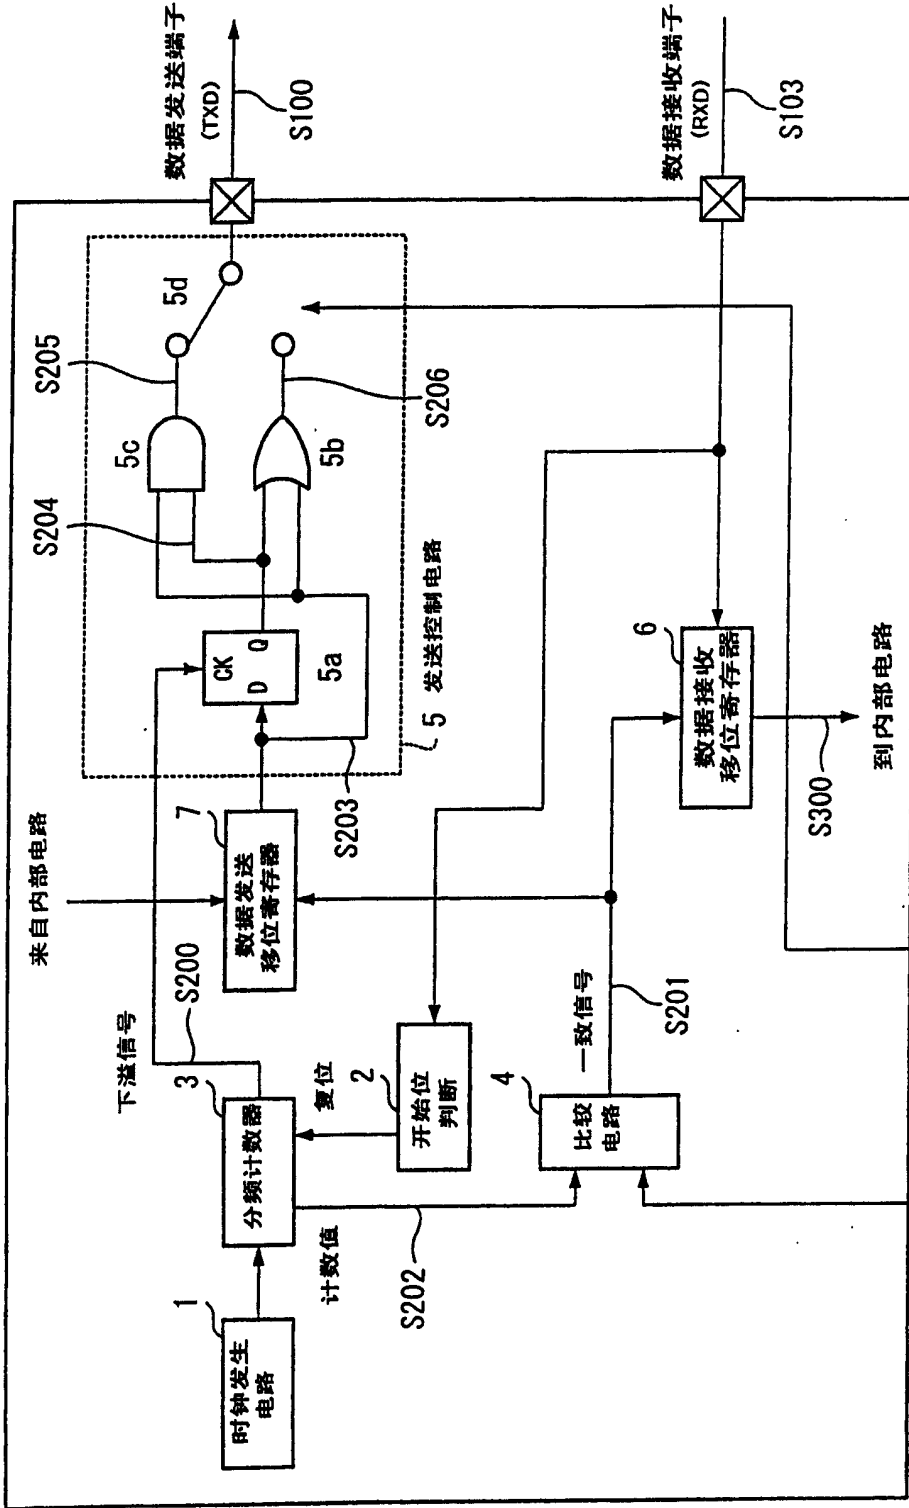 数据发送端子
(TXD)
S100
数据接收端子
(RXD)
S103
5d
S205
S206
5c
5b
S204
CK
D
Q
5a
5 发送控制电路
S203
来自内部电路
7
数据发送
移位寄存器
6
数据接收
移位寄存器
S300
到内部电路
下溢信号
S200
3
分频计数器
复位
2
开始位
判断
一致信号
S201
4
比较
电路
计数值
S202
1
时钟发生
电路